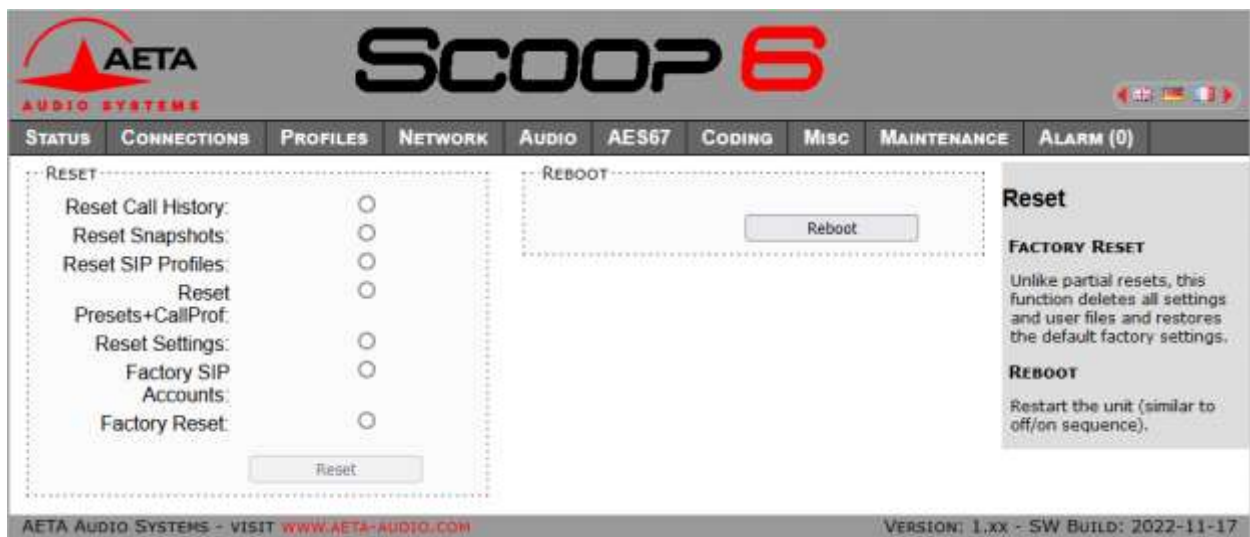 AETA
AUDIO SYSTEMS
SCOOP 6
STATUS CONNECTIONS PROFILES NETWORK AUDIO AES67 CODING MISC MAINTENANCE ALARM (0)
RESET
Reset Call History:
Reset Snapshots:
Reset SIP Profiles:
Reset
Presets+CallProf:
Reset Settings:
Factory SIP
Accounts:
Factory Reset:
Reset
REBOOT
Reboot
Reset
FACTORY RESET
Unlike partial resets, this
function deletes all settings
and user files and restores
the default factory settings.
REBOOT
Restart the unit (similar to
off/on sequence).
AETA AUDIO SYSTEMS - VISIT WWW.AETA-AUDIO.COM
VERSION: 1.XX - SW BUILD: 2022-11-17